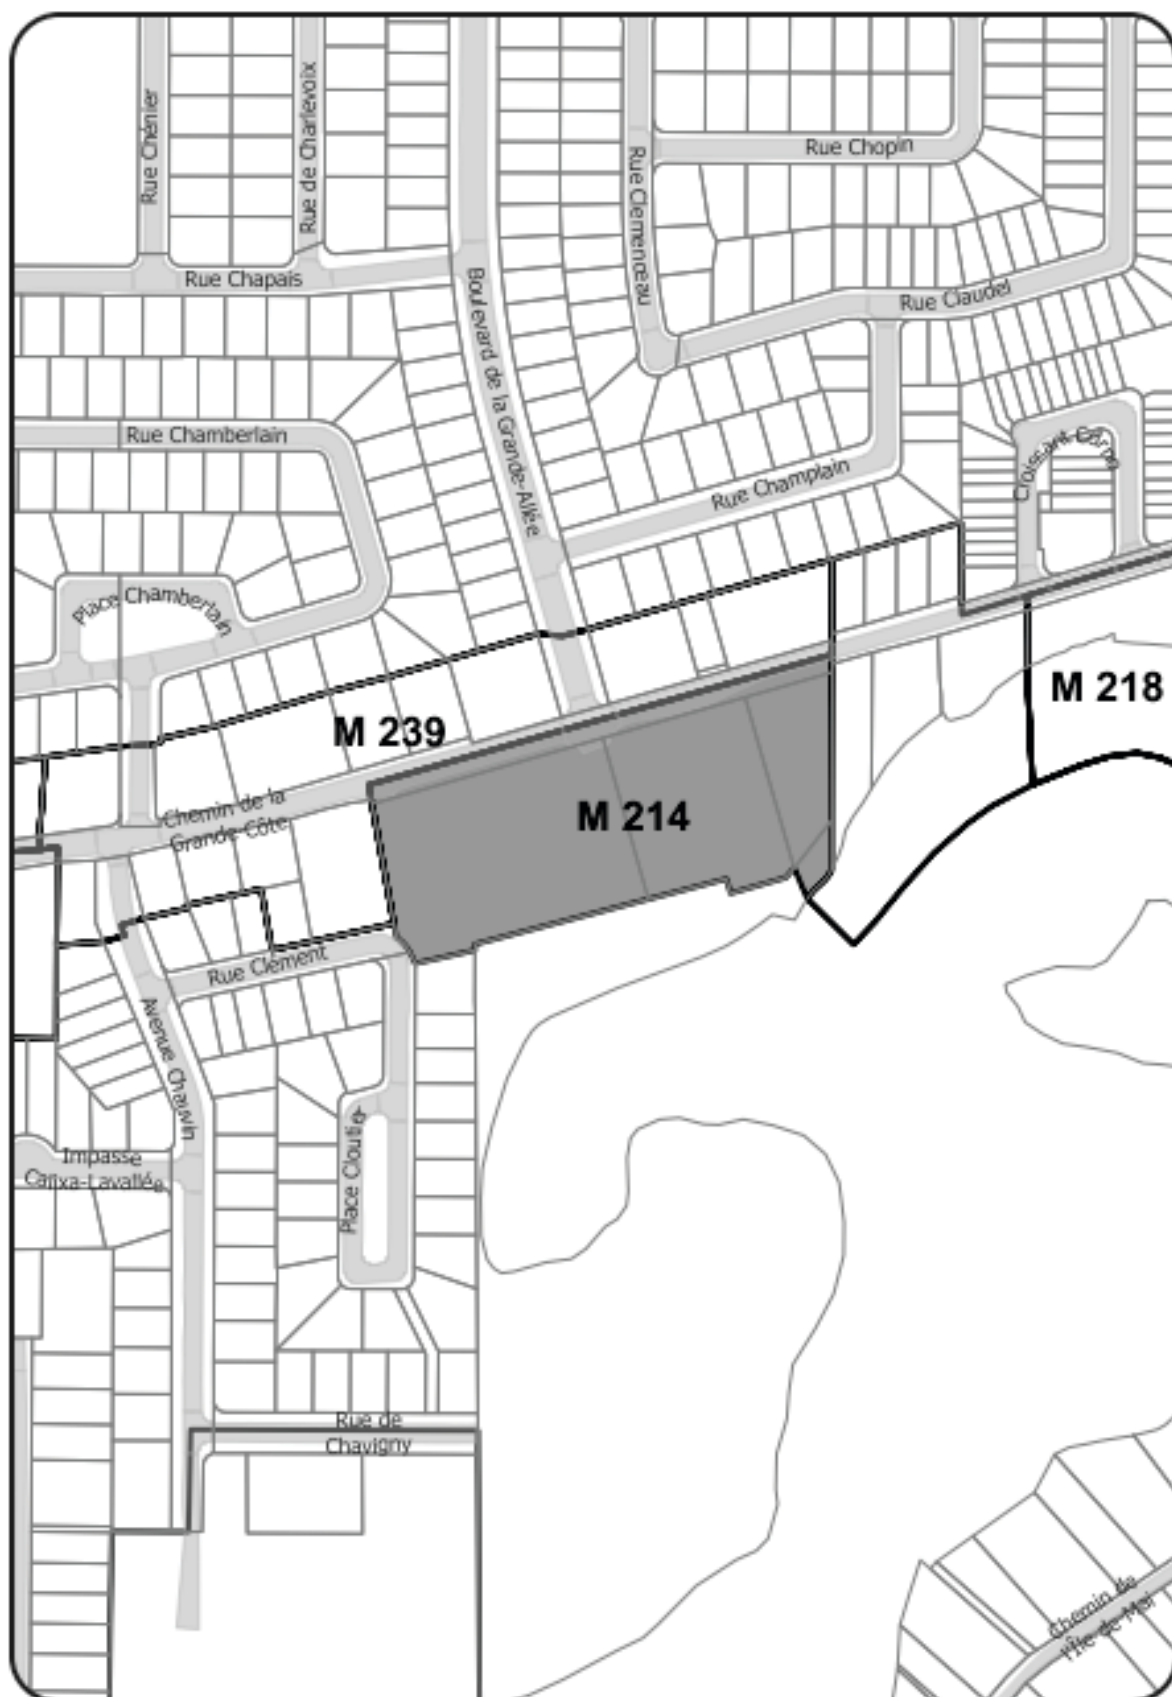 Rue Chénier
Rue de Charlevoix
Rue Clemenceau
Rue Chopin
Rue Chapais
Boulevard de la Grande-Allée
Rue Claudel
Rue Chamberlain
Rue Champlain
Croissant
Place Chamberlain
M 239
M 218
M 214
Chemin de la
Grande-Côte
Rue Clément
Avenue Chauvin
Place Cloutier
Impasse
Calixa-Lavallée
Rue de
Chavigny
Chemin de
l'Île-de-Mai